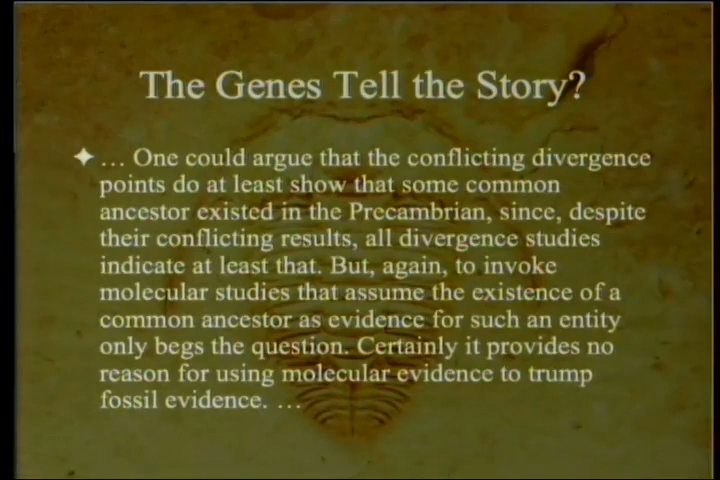 The Genes Tell the Story?
… One could argue that the conflicting divergence
points do at least show that some common
ancestor existed in the Precambrian, since, despite
their conflicting results, all divergence studies
indicate at least that. But, again, to invoke
molecular studies that assume the existence of a
common ancestor as evidence for such an entity
only begs the question. Certainly it provides no
reason for using molecular evidence to trump
fossil evidence. …